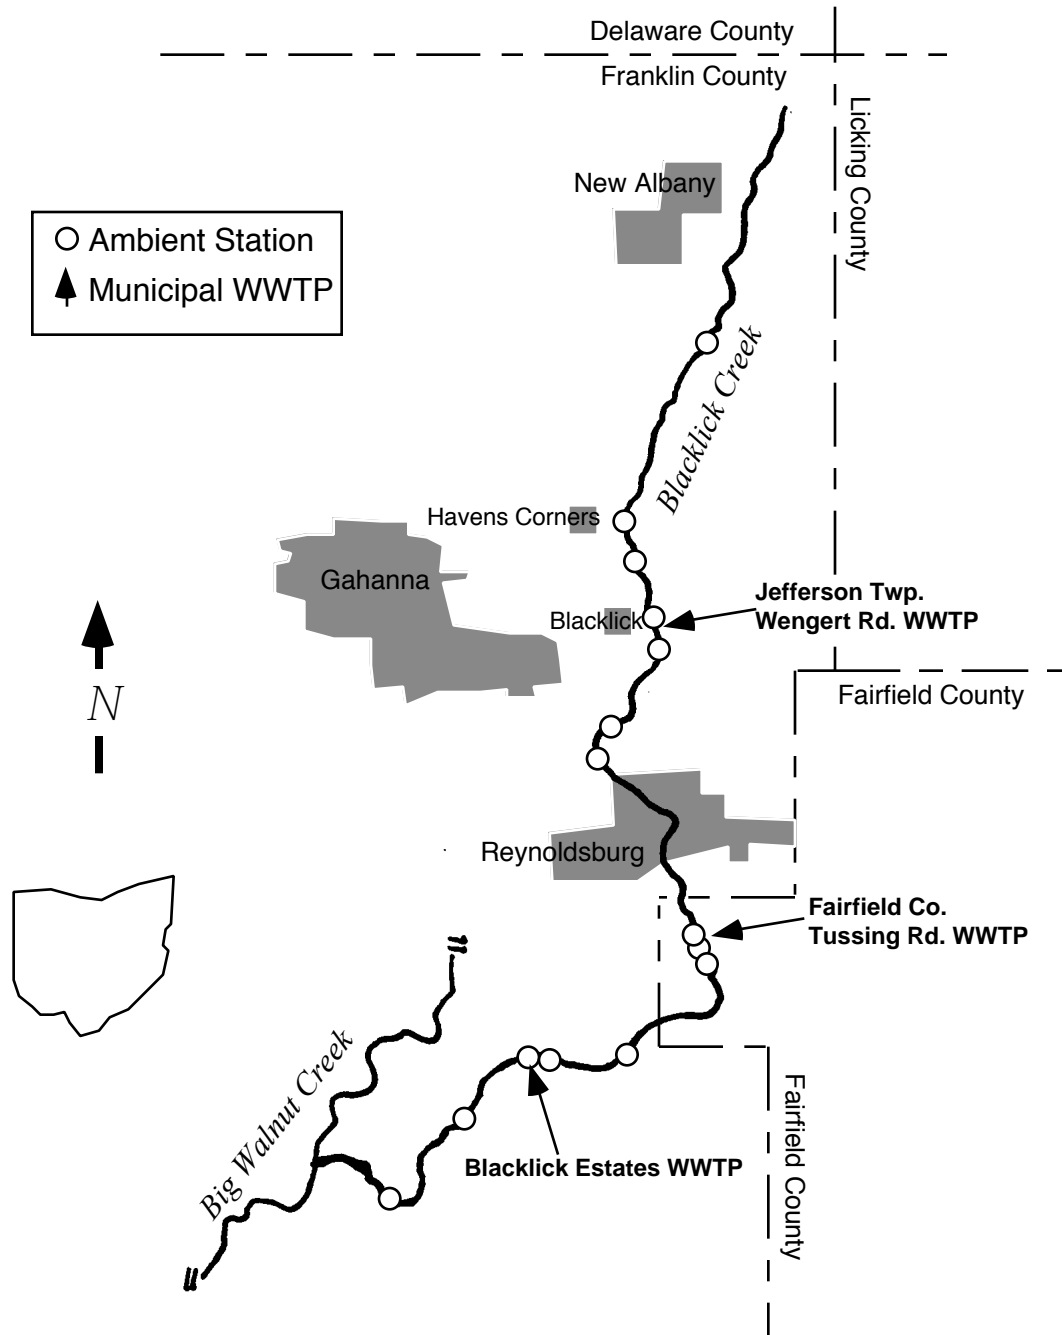 Delaware County
Franklin County
Licking County
New Albany
Ambient Station
Municipal WWTP
Blacklick Creek
Havens Corners
Gahanna
Jefferson Twp.
Wengert Rd. WWTP
Blacklick
Fairfield County
N
Reynoldsburg
Fairfield Co.
Tussing Rd. WWTP
Big Walnut Creek
Fairfield County
Blacklick Estates WWTP